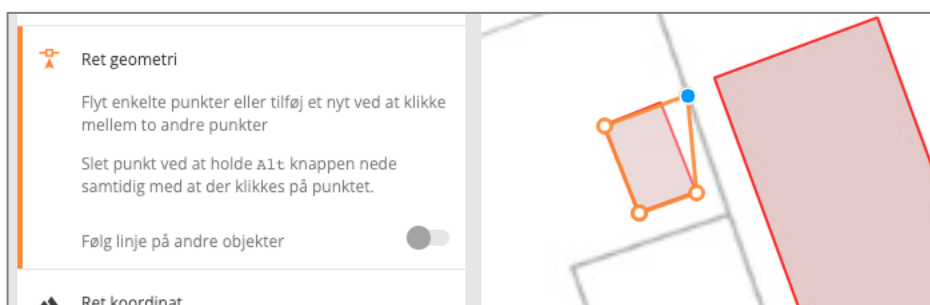 Ret geometri
Flyt enkelte punkter eller tilføj et nyt ved at klikke
mellem to andre punkter
Slet punkt ved at holde Alt knappen nede
samtidig med at der klikkes på punktet.
Følg linje på andre objekter
Ret koordinat